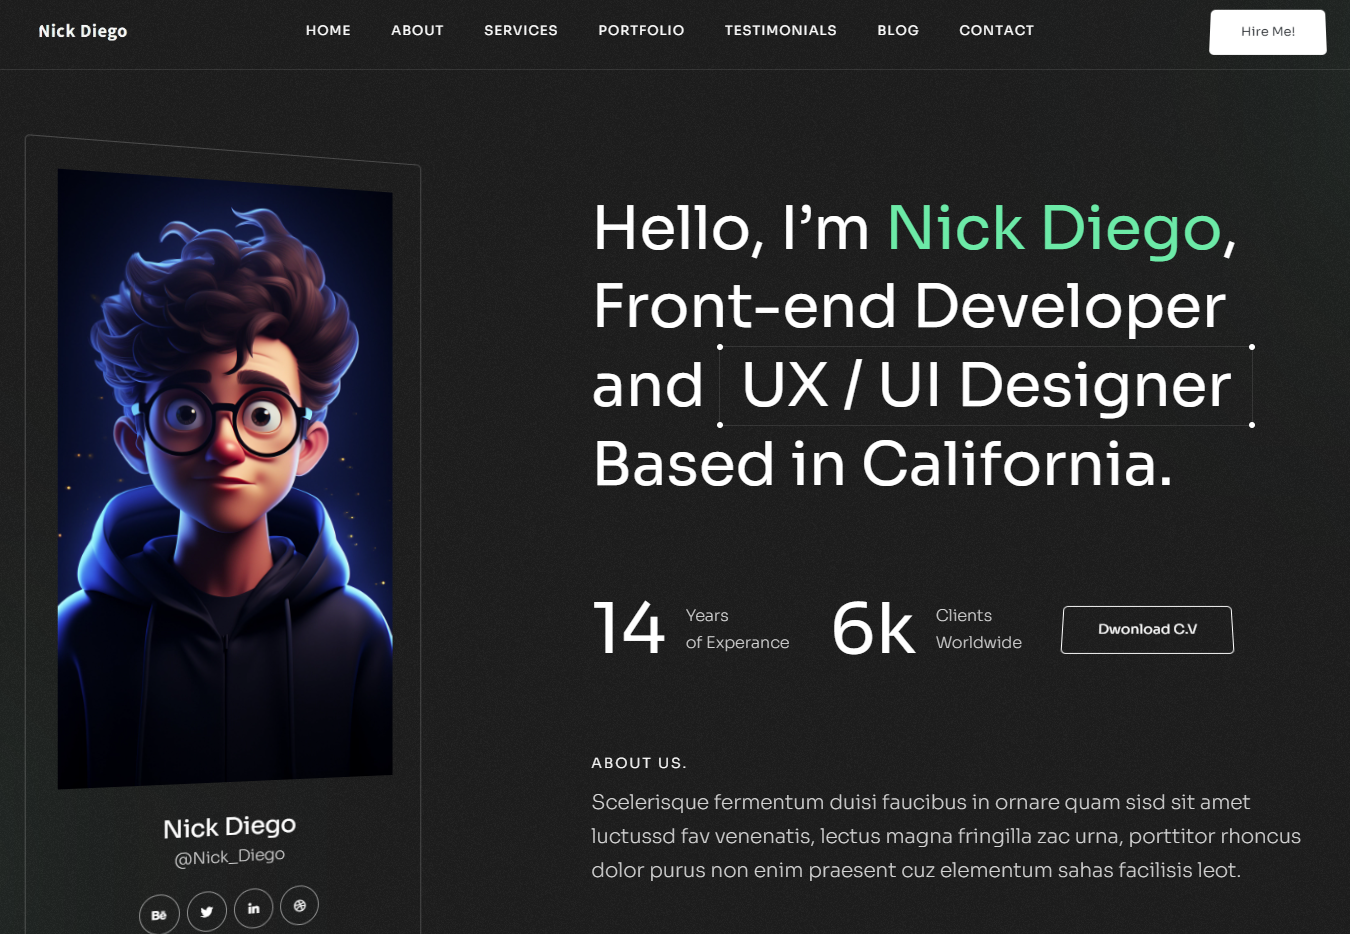 Nick Diego
HOME ABOUT SERVICES PORTFOLIO TESTIMONIALS BLOG CONTACT
Hire Me!
Hello, I’m Nick Diego,
Front-end Developer
and UX / UI Designer
Based in California.
14 Years
of Experance
6k Clients
Worldwide
Dwonload C.V
ABOUT US.
Scelerisque fermentum duisi faucibus in ornare quam sisd sit amet
luctussd fav venenatis, lectus magna fringilla zac urna, porttitor rhoncus
dolor purus non enim praesent cuz elementum sahas facilisis leot.
Nick Diego
@Nick_Diego
Bē
in